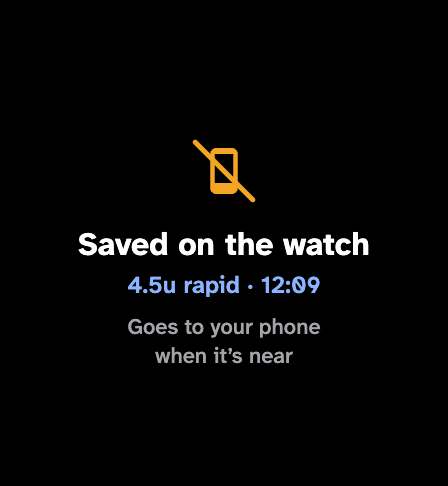 Saved on the watch
4.5u rapid · 12:09
Goes to your phone
when it’s near